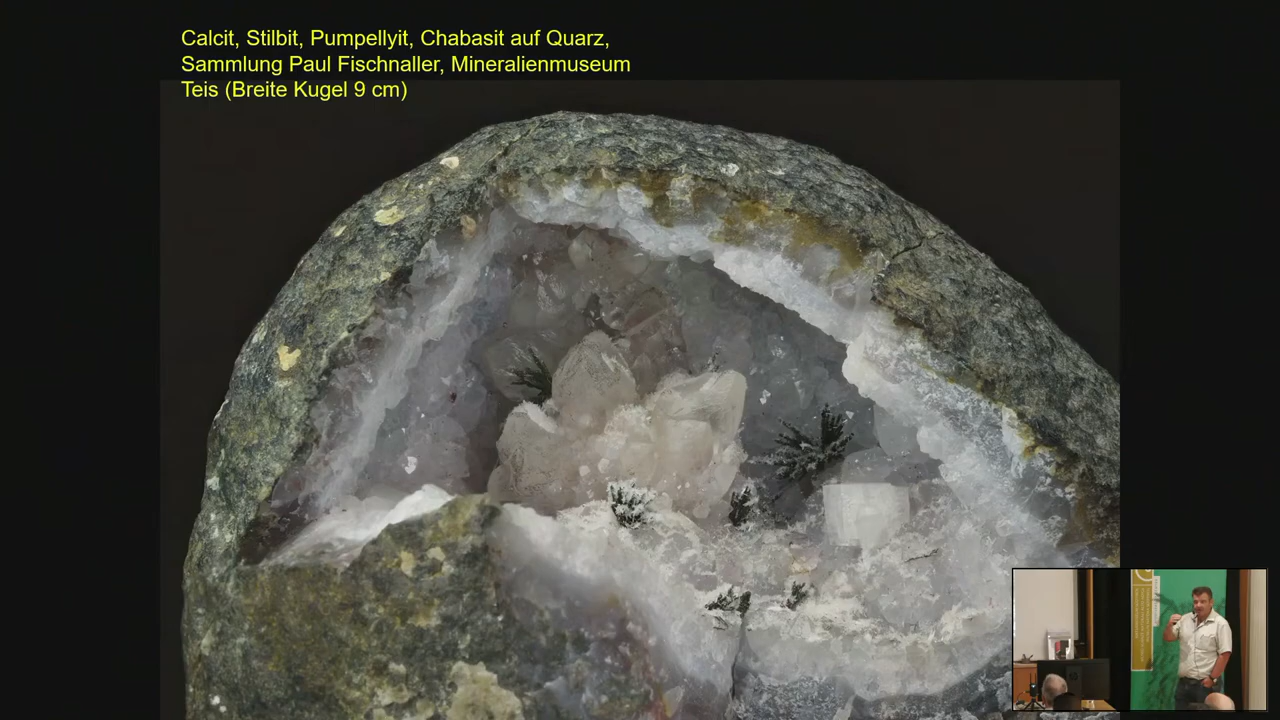 Calcit, Stilbit, Pumpellyit, Chabasit auf Quarz,
Sammlung Paul Fischnaller, Mineralienmuseum
Teis (Breite Kugel 9 cm)